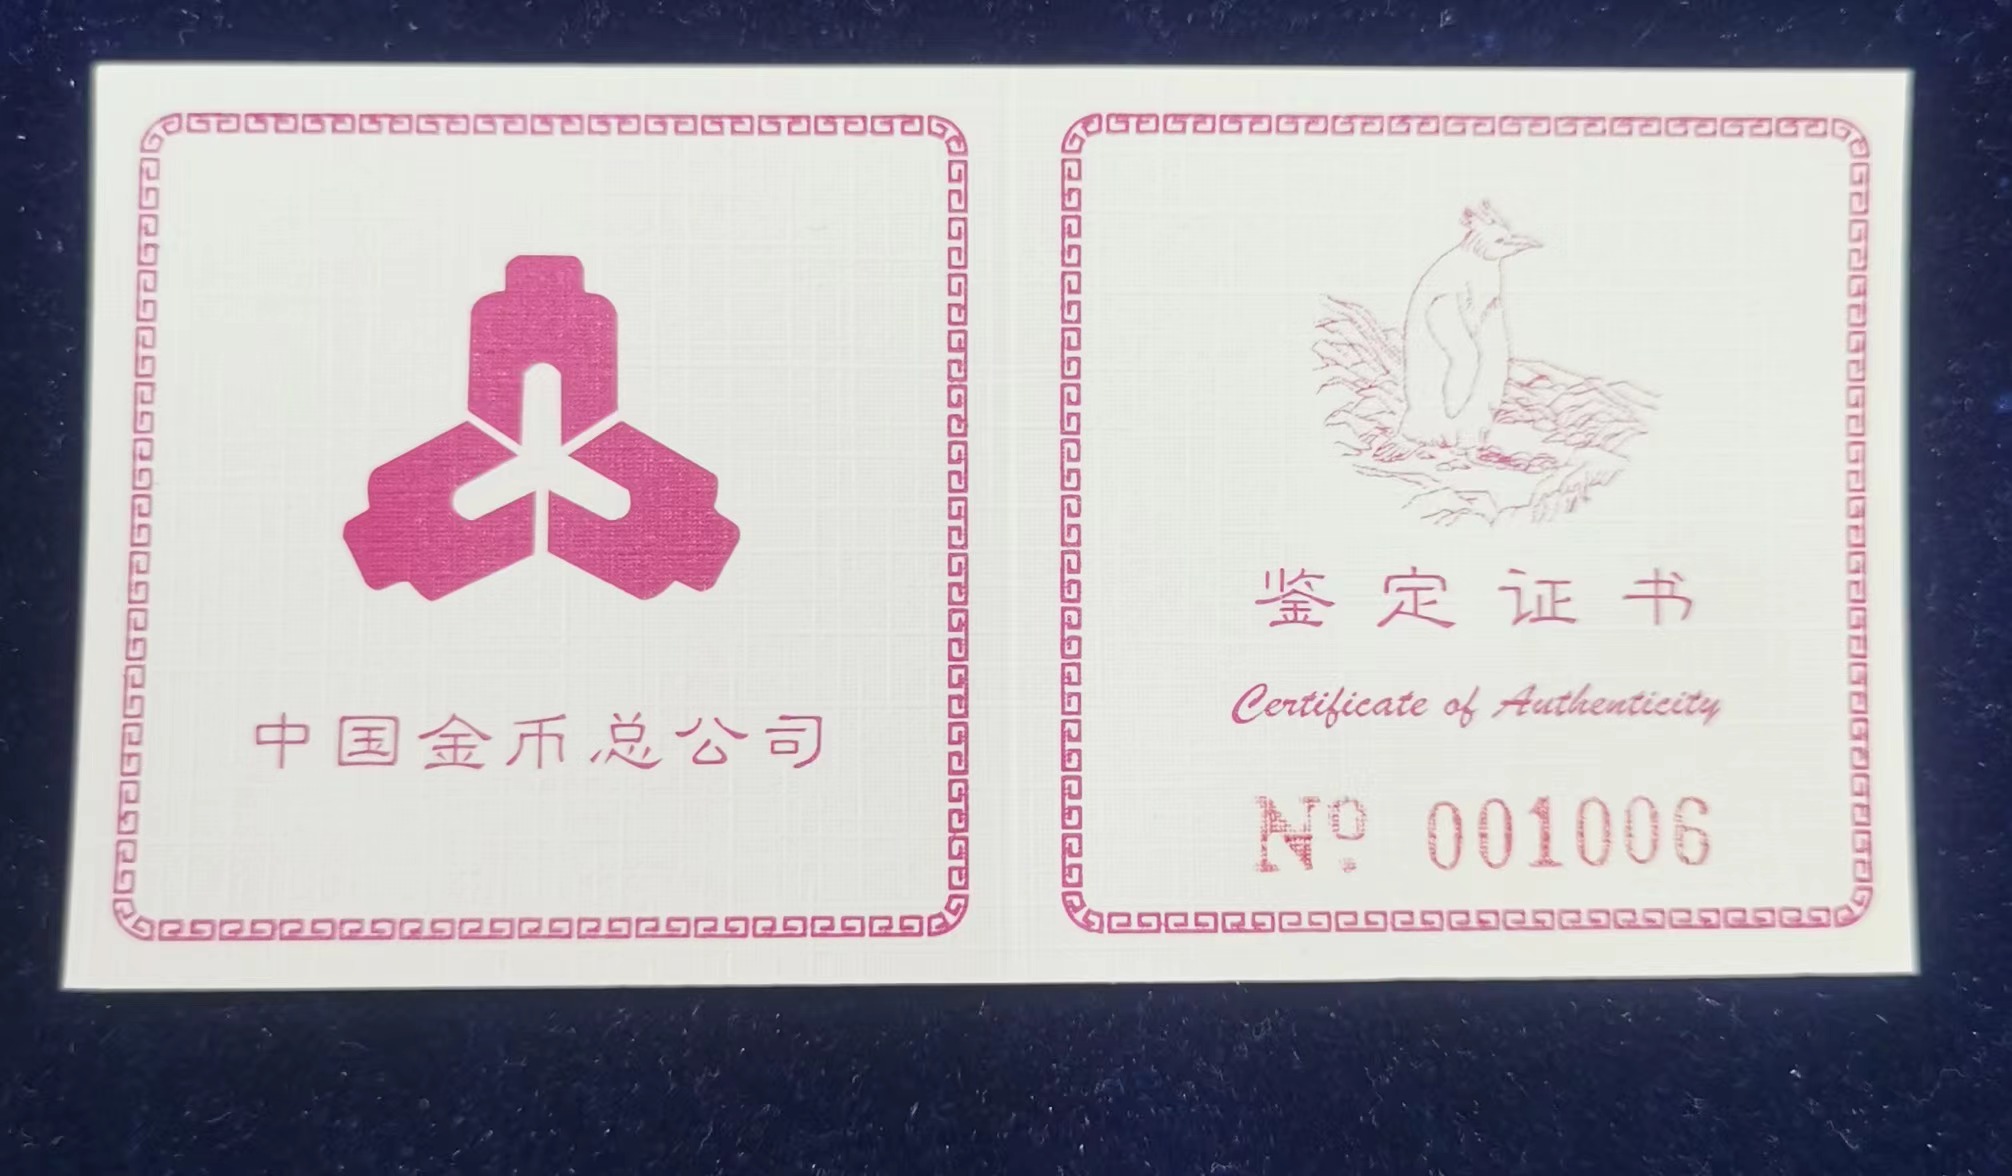 中国金币总公司
鉴定证书
Certificate of Authenticity
Nº 001006